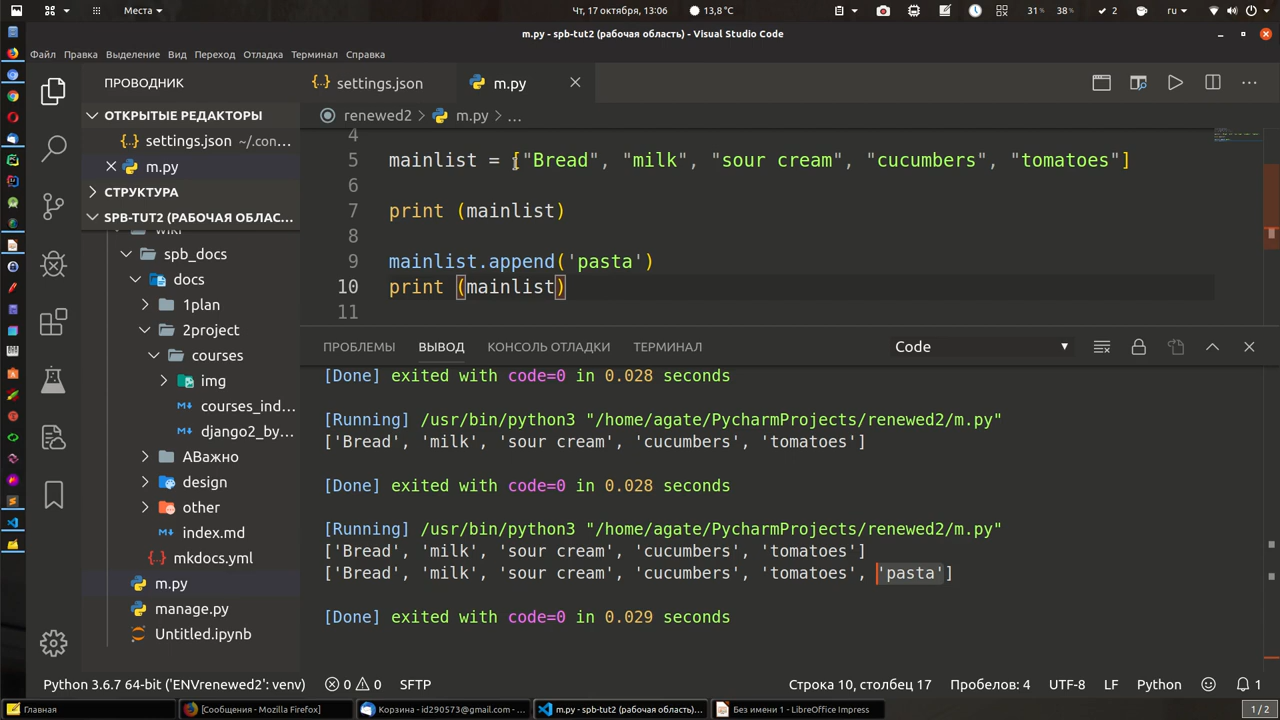 Места
Чт, 17 октября, 13:06
13,8°C
31%
38%
2
ru
m.py - spb-tut2 (рабочая область) - Visual Studio Code
Файл Правка Выделение Вид Переход Отладка Терминал Справка
ПРОВОДНИК
settings.json
m.py
ОТКРЫТЫЕ РЕДАКТОРЫ
settings.json ~/.con...
m.py
СТРУКТУРА
SPB-TUT2 (РАБОЧАЯ ОБЛАС...
wiki
spb_docs
docs
1plan
2project
courses
img
courses_ind...
django2_by...
АВажно
design
other
index.md
mkdocs.yml
m.py
manage.py
Untitled.ipynb
renewed2 > m.py > ...
4
5 mainlist = ["Bread", "milk", "sour cream", "cucumbers", "tomatoes"]
6
7 print (mainlist)
8
9 mainlist.append('pasta')
10 print (mainlist)
11
ПРОБЛЕМЫ ВЫВОД КОНСОЛЬ ОТЛАДКИ ТЕРМИНАЛ Code
[Done] exited with code=0 in 0.028 seconds
[Running] /usr/bin/python3 "/home/agate/PycharmProjects/renewed2/m.py"
['Bread', 'milk', 'sour cream', 'cucumbers', 'tomatoes']
[Done] exited with code=0 in 0.028 seconds
[Running] /usr/bin/python3 "/home/agate/PycharmProjects/renewed2/m.py"
['Bread', 'milk', 'sour cream', 'cucumbers', 'tomatoes']
['Bread', 'milk', 'sour cream', 'cucumbers', 'tomatoes', 'pasta']
[Done] exited with code=0 in 0.029 seconds
Python 3.6.7 64-bit ('ENVrenewed2': venv) 0 0 SFTP Строка 10, столбец 17 Пробелов: 4 UTF-8 LF Python 1
Главная
[Сообщения - Mozilla Firefox]
Корзина - id290573@gmail.com - ...
m.py - spb-tut2 (рабочая область)...
Без имени 1 - LibreOffice Impress
1/2